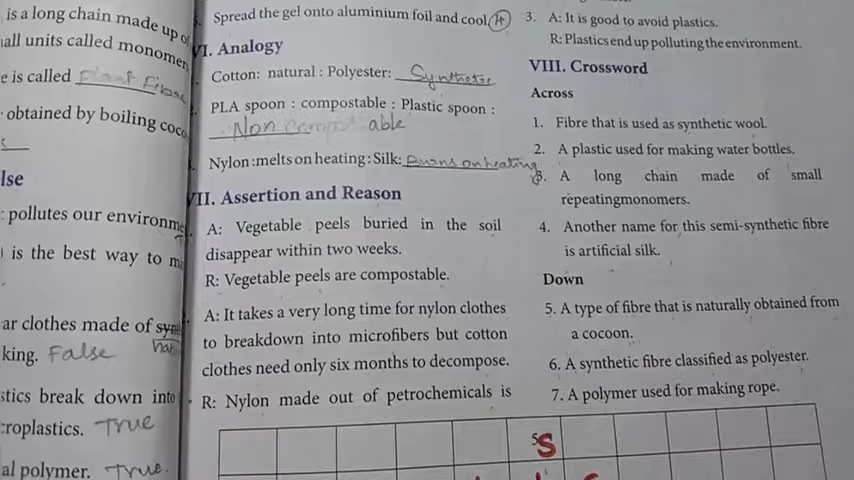 is a long chain made up of
all units called monomer
e is called Plant Fibre
obtained by boiling coco
lse
: pollutes our environme
is the best way to m
ar clothes made of syn
king. False
stics break down into
croplastics. True
al polymer. True.
Spread the gel onto aluminium foil and cool. 4
VI. Analogy
Cotton: natural : Polyester: Synthetic
PLA spoon : compostable : Plastic spoon :
Non compostable
Nylon :melts on heating : Silk: Burns on heating
VII. Assertion and Reason
A: Vegetable peels buried in the soil
disappear within two weeks.
R: Vegetable peels are compostable.
A: It takes a very long time for nylon clothes
to breakdown into microfibers but cotton
clothes need only six months to decompose.
R: Nylon made out of petrochemicals is
3. A: It is good to avoid plastics.
R: Plastics end up polluting the environment.
VIII. Crossword
Across
1. Fibre that is used as synthetic wool.
2. A plastic used for making water bottles.
3. A long chain made of small
repeatingmonomers.
4. Another name for this semi-synthetic fibre
is artificial silk.
Down
5. A type of fibre that is naturally obtained from
a cocoon.
6. A synthetic fibre classified as polyester.
7. A polymer used for making rope.
5 S